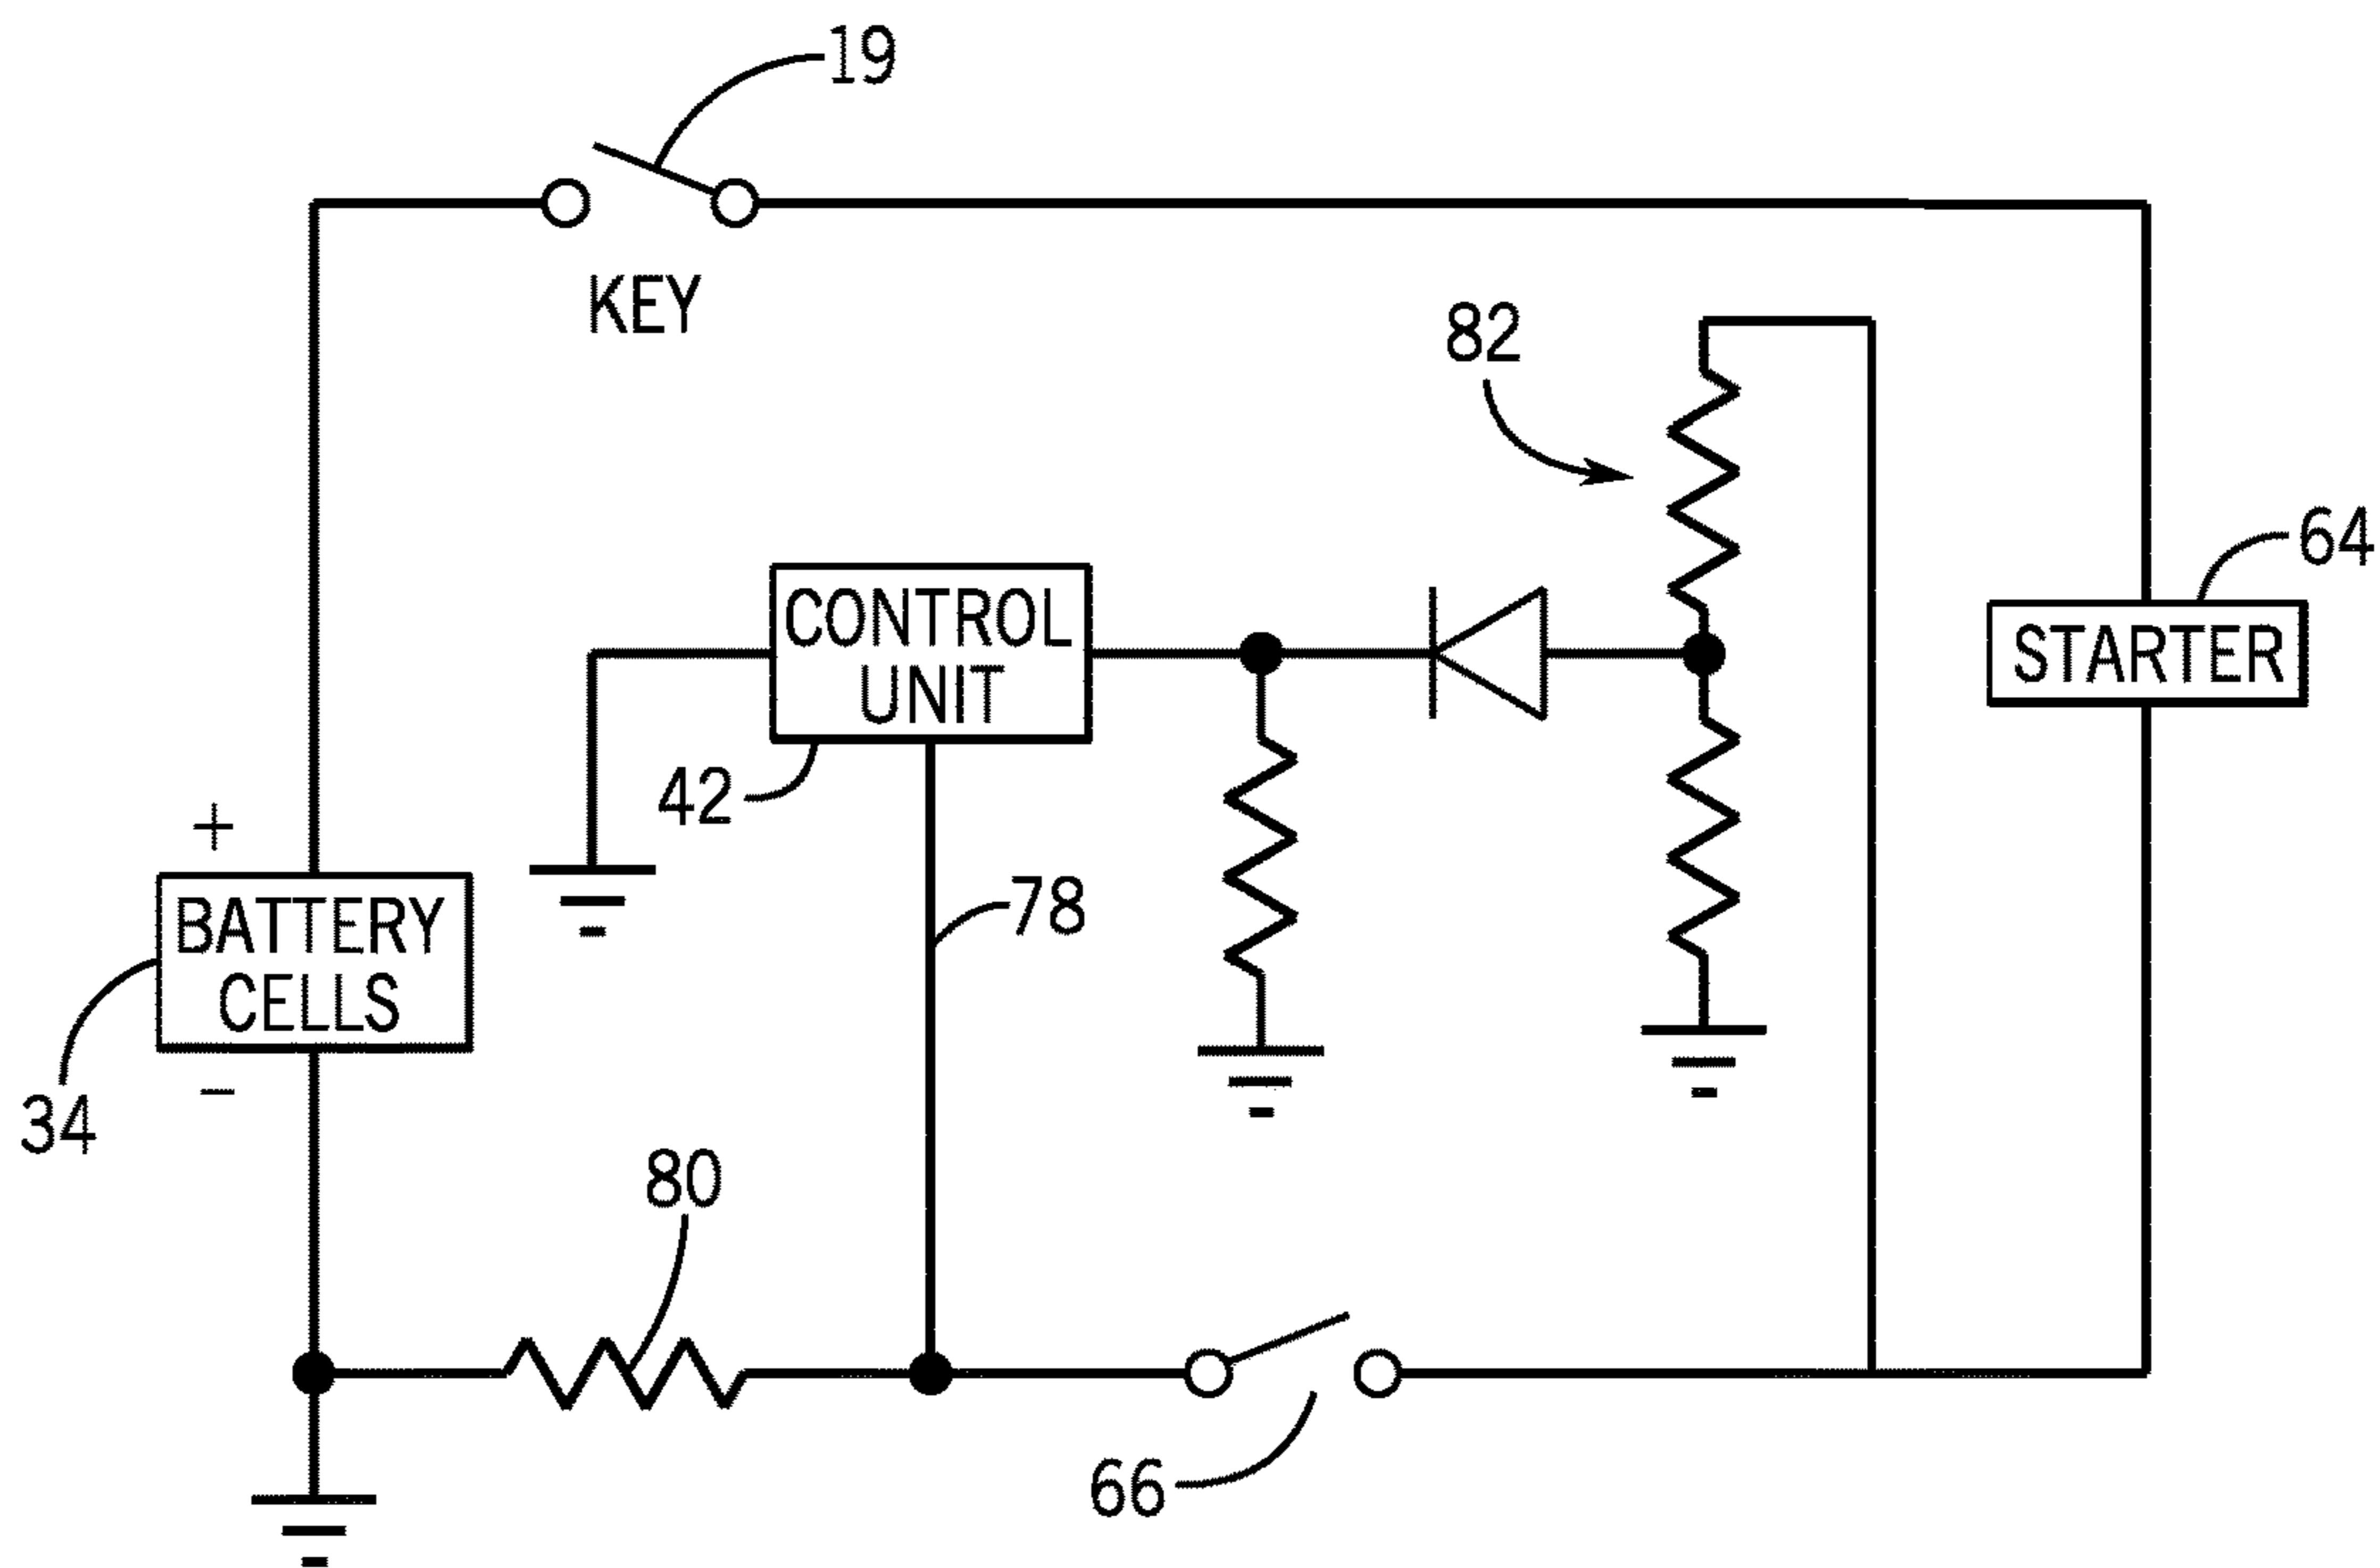 19
KEY
82
64
CONTROL
UNIT
STARTER
42
+
78
BATTERY
CELLS
34
−
80
66